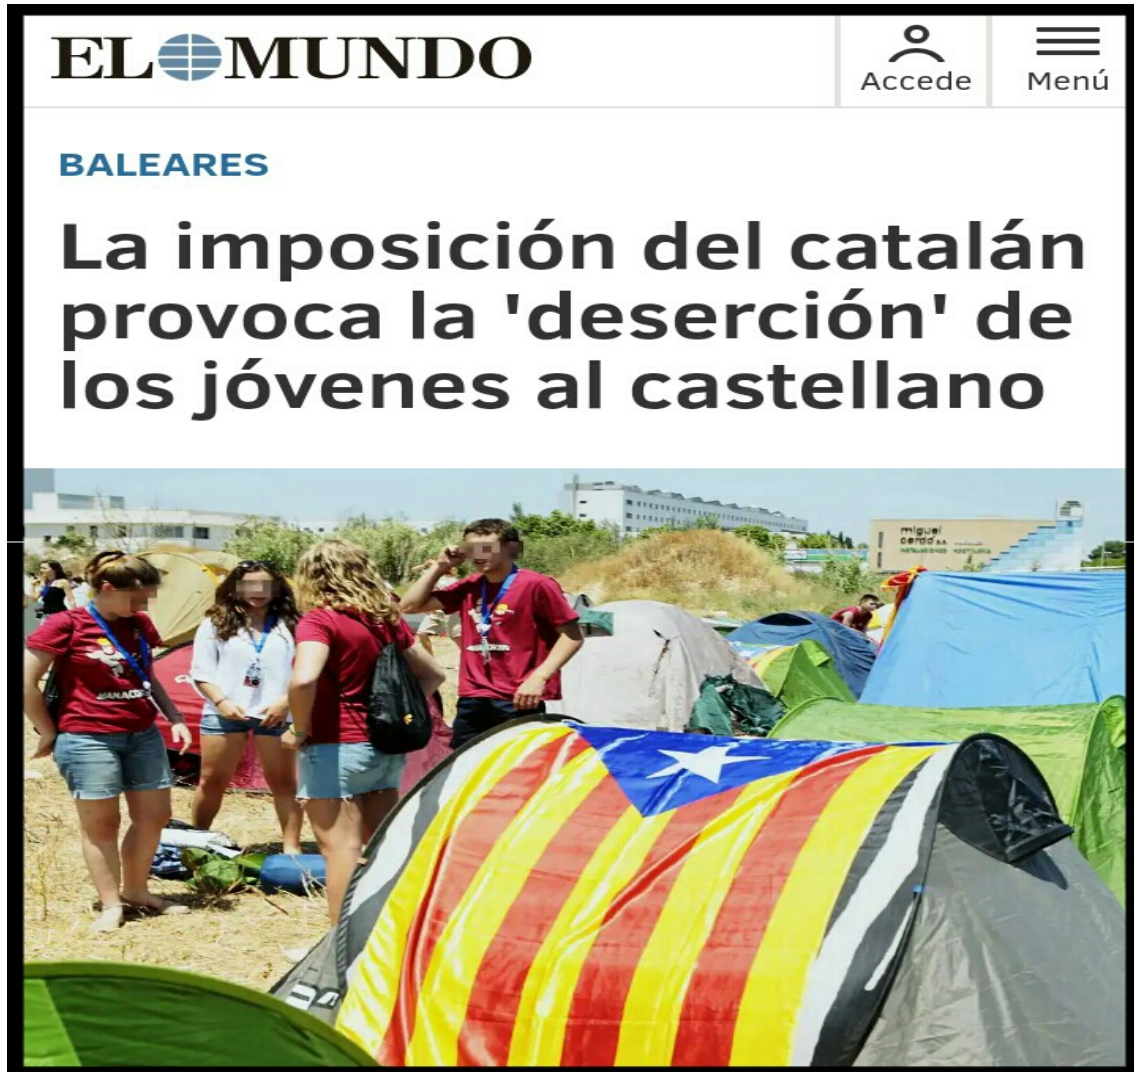 EL MUNDO
Accede
Menú
BALEARES
La imposición del catalán
provoca la 'deserción' de
los jóvenes al castellano
miguel
cerdó s.a.
MANACOR